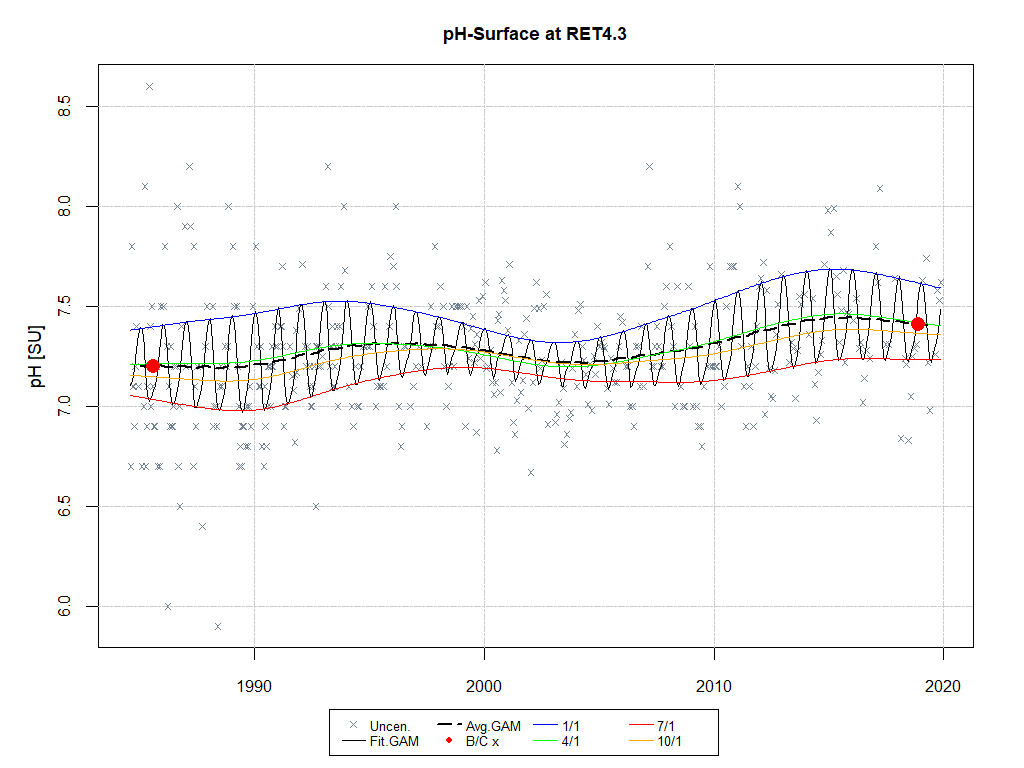 pH-Surface at RET4.3
pH [SU]
8.5
8.0
7.5
7.0
6.5
6.0
1990 2000 2010 2020
Uncen. Avg.GAM 1/1 7/1
Fit.GAM B/C x 4/1 10/1